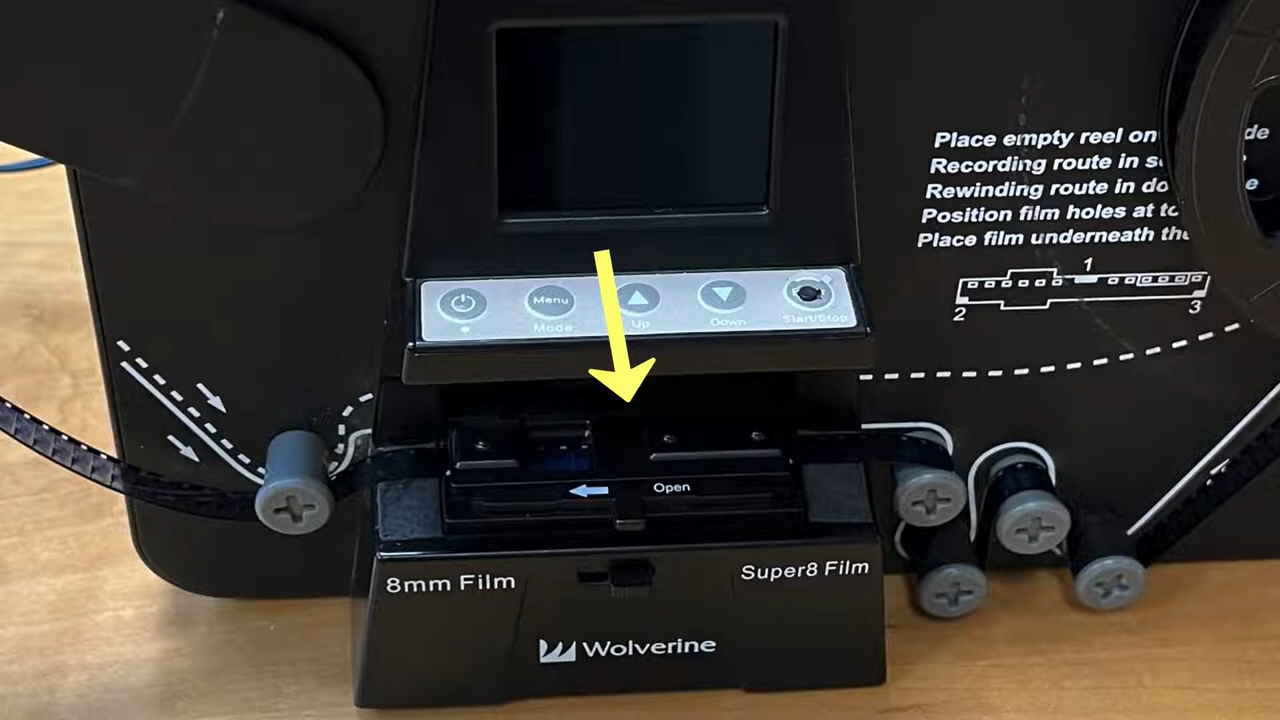 Place empty reel on
Recording route in
Rewinding route in
Position film holes at
Place film underneath
de
e
1
2
3
Menu
Mode
Up
Down
Start/Stop
Open
8mm Film
Super8 Film
Wolverine